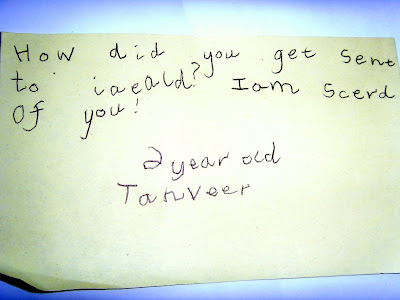 How did you get sent
to iaeald? I am Scerd
Of you!
2 year old
Tanveer